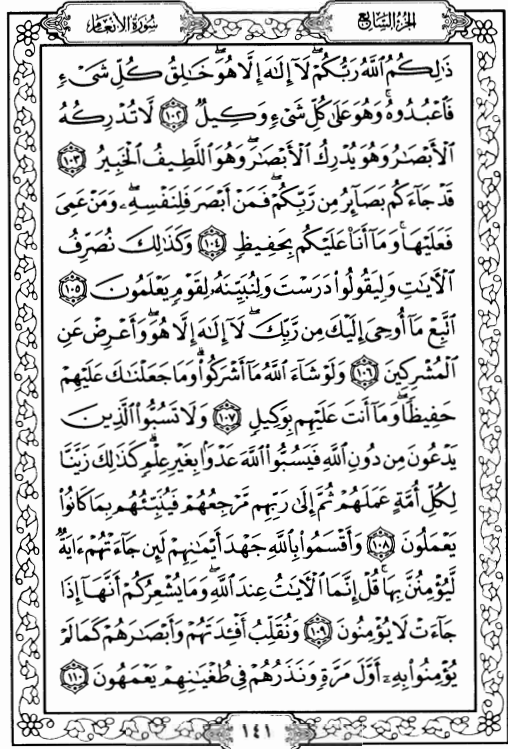 الجزء السابع
سورة الأنعام
ذَٰلِكُمُ ٱللَّهُ رَبُّكُمْ ۖ لَآ إِلَٰهَ إِلَّا هُوَ ۖ خَٰلِقُ كُلِّ شَىْءٍ
فَٱعْبُدُوهُ ۚ وَهُوَ عَلَىٰ كُلِّ شَىْءٍ وَكِيلٌ ١٠٢ لَّا تُدْرِكُهُ
ٱلْأَبْصَٰرُ وَهُوَ يُدْرِكُ ٱلْأَبْصَٰرَ ۖ وَهُوَ ٱللَّطِيفُ ٱلْخَبِيرُ ١٠٣
قَدْ جَآءَكُم بَصَآئِرُ مِن رَّبِّكُمْ ۖ فَمَنْ أَبْصَرَ فَلِنَفْسِهِۦ ۖ وَمَنْ عَمِىَ
فَعَلَيْهَا ۚ وَمَآ أَنَا۠ عَلَيْكُم بِحَفِيظٍ ١٠٤ وَكَذَٰلِكَ نُصَرِّفُ
ٱلْءَايَٰتِ وَلِيَقُولُوا۟ دَرَسْتَ وَلِنُبَيِّنَهُۥ لِقَوْمٍ يَعْلَمُونَ ١٠٥
ٱتَّبِعْ مَآ أُوحِىَ إِلَيْكَ مِن رَّبِّكَ ۖ لَآ إِلَٰهَ إِلَّا هُوَ ۖ وَأَعْرِضْ عَنِ
ٱلْمُشْرِكِينَ ١٠٦ وَلَوْ شَآءَ ٱللَّهُ مَآ أَشْرَكُوا۟ ۗ وَمَا جَعَلْنَٰكَ عَلَيْهِمْ
حَفِيظًا ۖ وَمَآ أَنتَ عَلَيْهِم بِوَكِيلٍ ١٠٧ وَلَا تَسُبُّوا۟ ٱلَّذِينَ
يَدْعُونَ مِن دُونِ ٱللَّهِ فَيَسُبُّوا۟ ٱللَّهَ عَدْوًۢا بِغَيْرِ عِلْمٍ ۗ كَذَٰلِكَ زَيَّنَّا
لِكُلِّ أُمَّةٍ عَمَلَهُمْ ثُمَّ إِلَىٰ رَبِّهِم مَّرْجِعُهُمْ فَيُنَبِّئُهُم بِمَا كَانُوا۟
يَعْمَلُونَ ١٠٨ وَأَقْسَمُوا۟ بِٱللَّهِ جَهْدَ أَيْمَٰنِهِمْ لَئِن جَآءَتْهُمْ ءَايَةٌ
لَّيُؤْمِنُنَّ بِهَا ۚ قُلْ إِنَّمَا ٱلْءَايَٰتُ عِندَ ٱللَّهِ ۖ وَمَا يُشْعِرُكُمْ أَنَّهَآ إِذَا
جَآءَتْ لَا يُؤْمِنُونَ ١٠٩ وَنُقَلِّبُ أَفْـِٔدَتَهُمْ وَأَبْصَٰرَهُمْ كَمَا لَمْ
يُؤْمِنُوا۟ بِهِۦٓ أَوَّلَ مَرَّةٍ وَنَذَرُهُمْ فِى طُغْيَٰنِهِمْ يَعْمَهُونَ ١١٠
١٤١